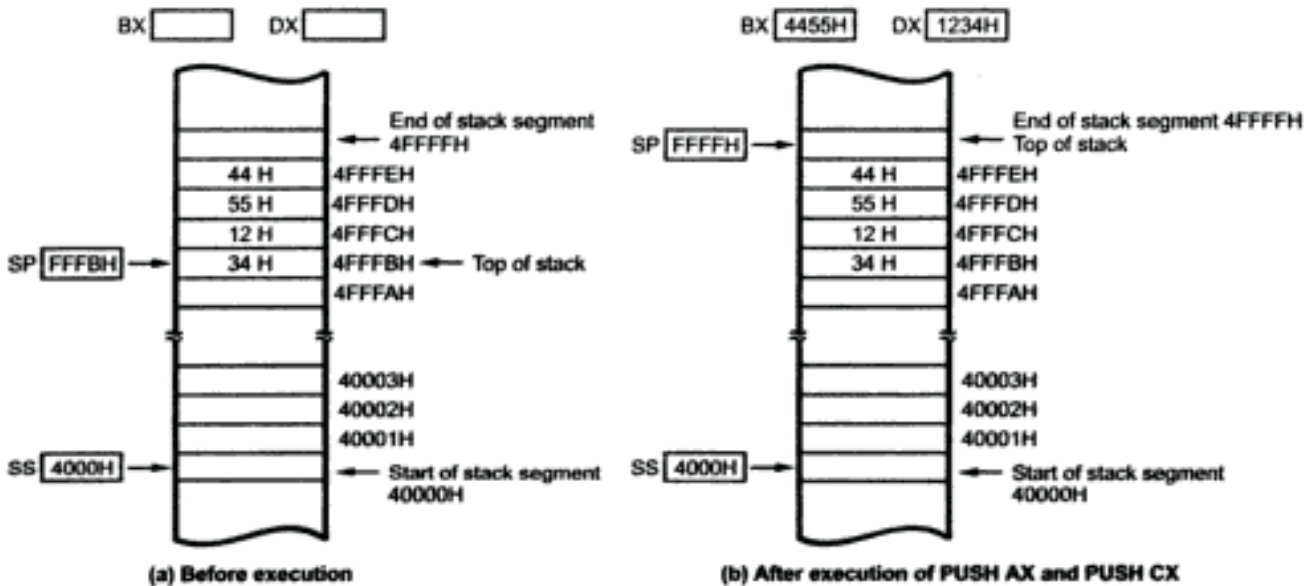 BX DX
End of stack segment
4FFFFH
44 H 4FFFEH
55 H 4FFFDH
12 H 4FFFCH
SP FFFBH 34 H 4FFFBH Top of stack
4FFFAH
40003H
40002H
40001H
SS 4000H Start of stack segment
40000H
(a) Before execution
BX 4455H DX 1234H
End of stack segment 4FFFFH
SP FFFFH Top of stack
44 H 4FFFEH
55 H 4FFFDH
12 H 4FFFCH
34 H 4FFFBH
4FFFAH
40003H
40002H
40001H
SS 4000H Start of stack segment
40000H
(b) After execution of PUSH AX and PUSH CX